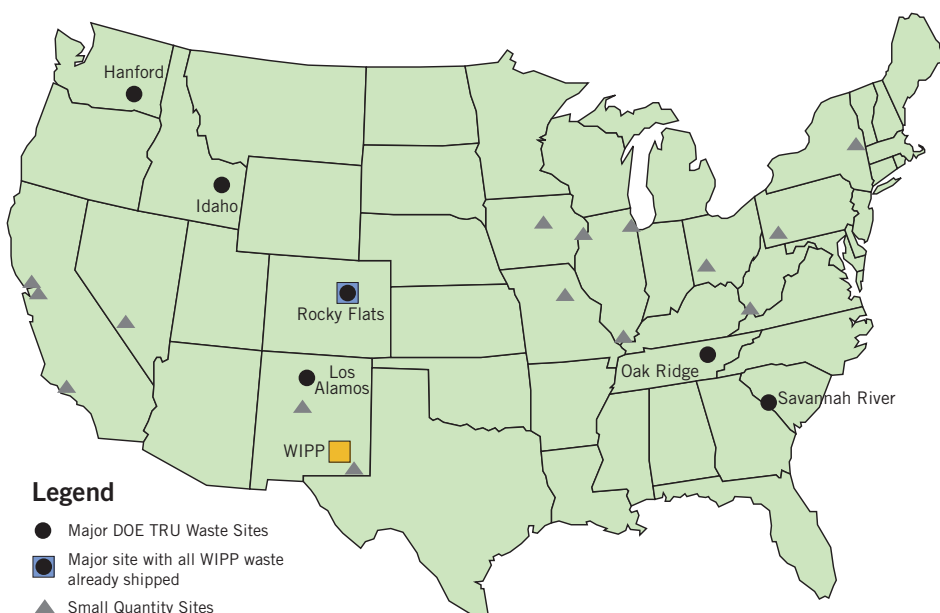 Hanford
Idaho
Rocky Flats
Los
Alamos
Oak Ridge
Savannah River
WIPP
Legend
Major DOE TRU Waste Sites
Major site with all WIPP waste
already shipped
Small Quantity Sites